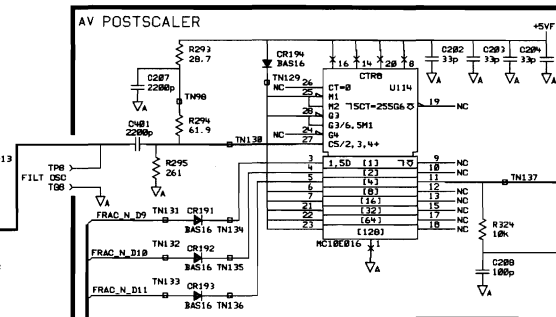 AV POSTSCALER
+5VF
R293
28.7
C207
2200p
A
TN98
CR194
BAS16
TN129
NC
26
25
28
NC
24
27
16
14
20
8
CTR8
CT=0
U114
M1
M2
7SCT=255G6
G3
G3/6,5M1
G4
C5/2,3,4+
19
NC
C202
33p
C203
33p
C204
33p
A
A
A
C401
2200p
R294
61.9
TN130
R295
261
A
13
TP8
FILT OSC
TG8
A
3
4
5
6
7
21
22
23
1,5D
[1]
[2]
[4]
[8]
[16]
[32]
[64]
[128]
9
NC
10
NC
11
12
NC
13
NC
15
NC
17
NC
18
NC
TN137
MC10E016
1
A
FRAC_N_D9
TN131
CR191
BAS16
TN134
FRAC_N_D10
TN132
CR192
BAS16
TN135
FRAC_N_D11
TN133
CR193
BAS16
TN136
R324
10k
C208
100p
A